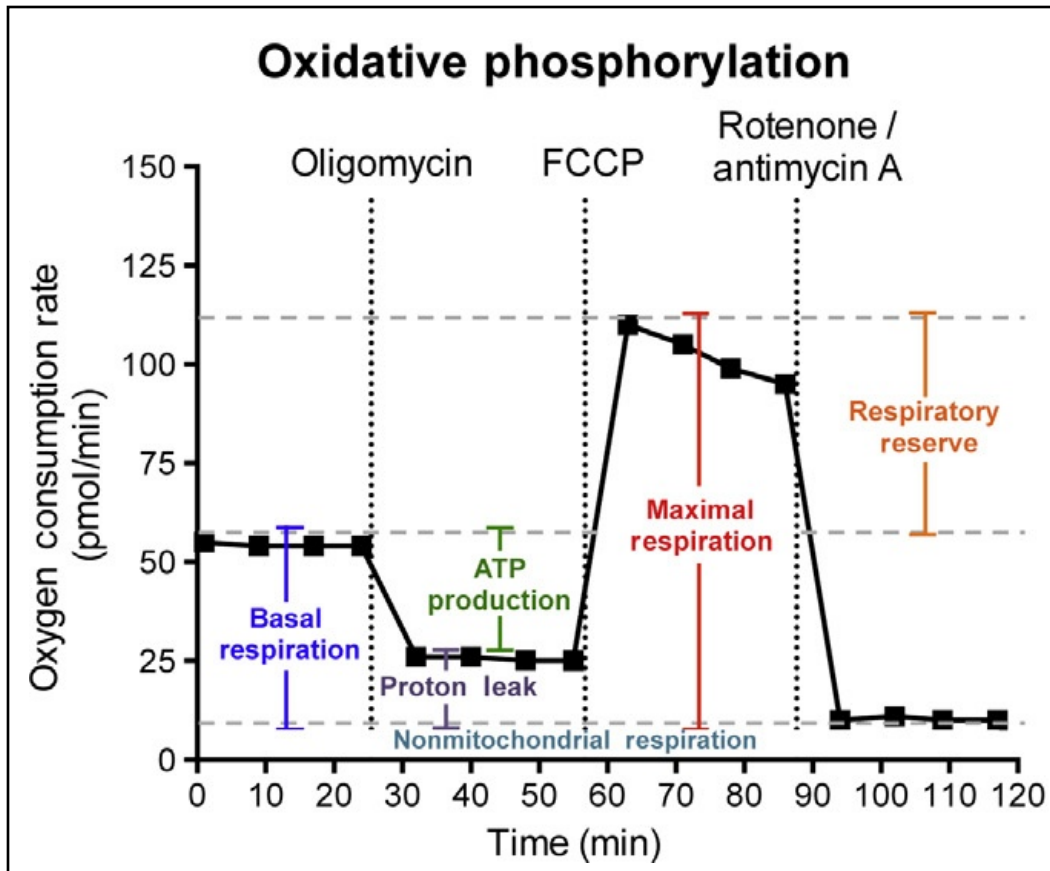 Oxidative phosphorylation
Oligomycin
FCCP
Rotenone /
antimycin A
Oxygen consumption rate
(pmol/min)
150
125
100
75
50
25
0
Basal
respiration
ATP
production
Proton leak
Nonmitochondrial respiration
Maximal
respiration
Respiratory
reserve
0 10 20 30 40 50 60 70 80 90 100 110 120
Time (min)